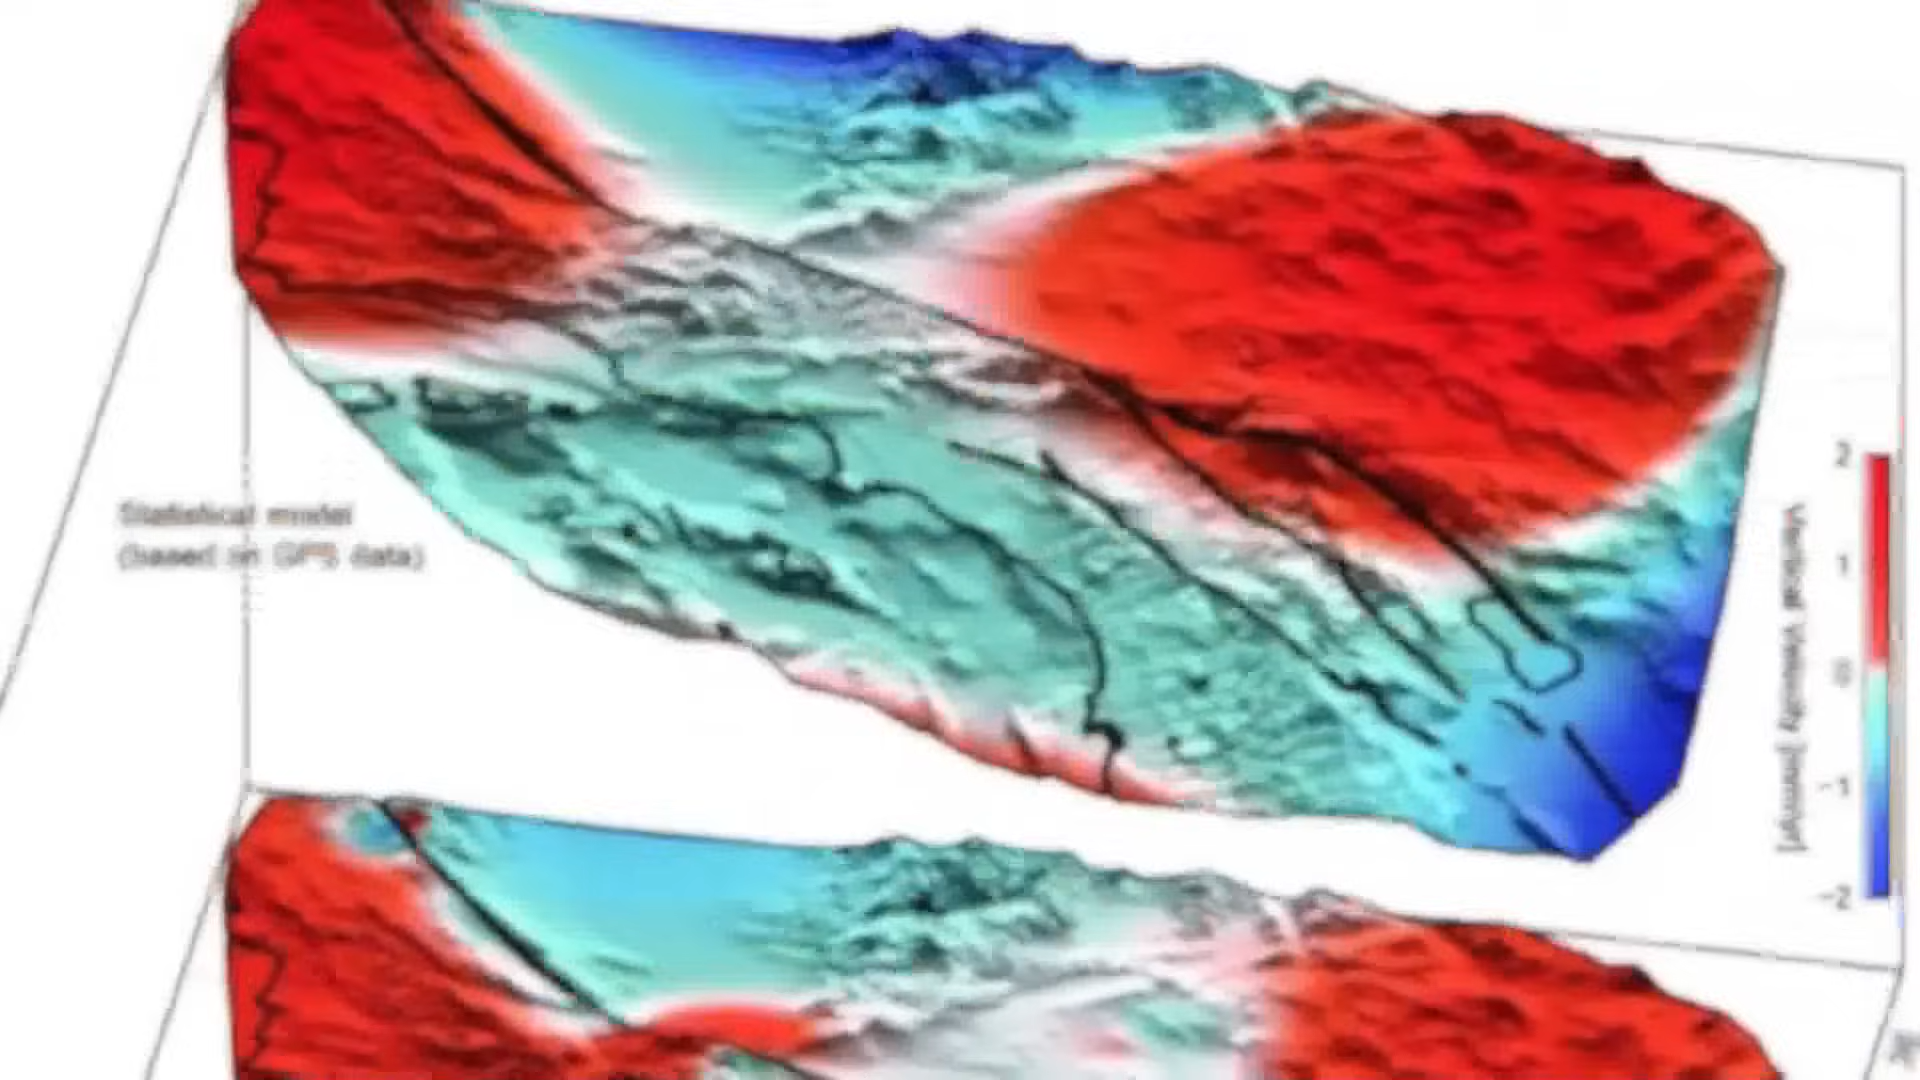 Statistical model
(based on GPS data)
2
1
0
-1
-2
Vertical Velocity [mm/yr]